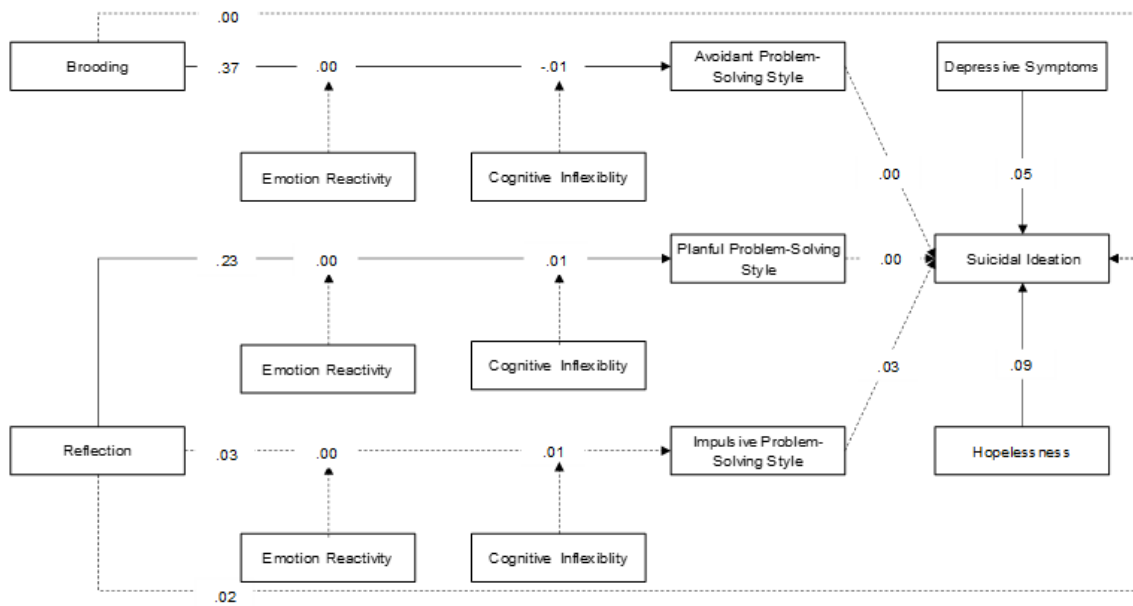 .00
Brooding
.37
.00
-.01
Avoidant Problem-
Solving Style
Depressive Symptoms
Emotion Reactivity
Cognitive Inflexiblity
.00
.05
.23
.00
.01
Planful Problem-Solving
Style
.00
Suicidal Ideation
Emotion Reactivity
Cognitive Inflexiblity
.03
.09
Reflection
.03
.00
.01
Impulsive Problem-
Solving Style
Hopelessness
Emotion Reactivity
Cognitive Inflexiblity
.02